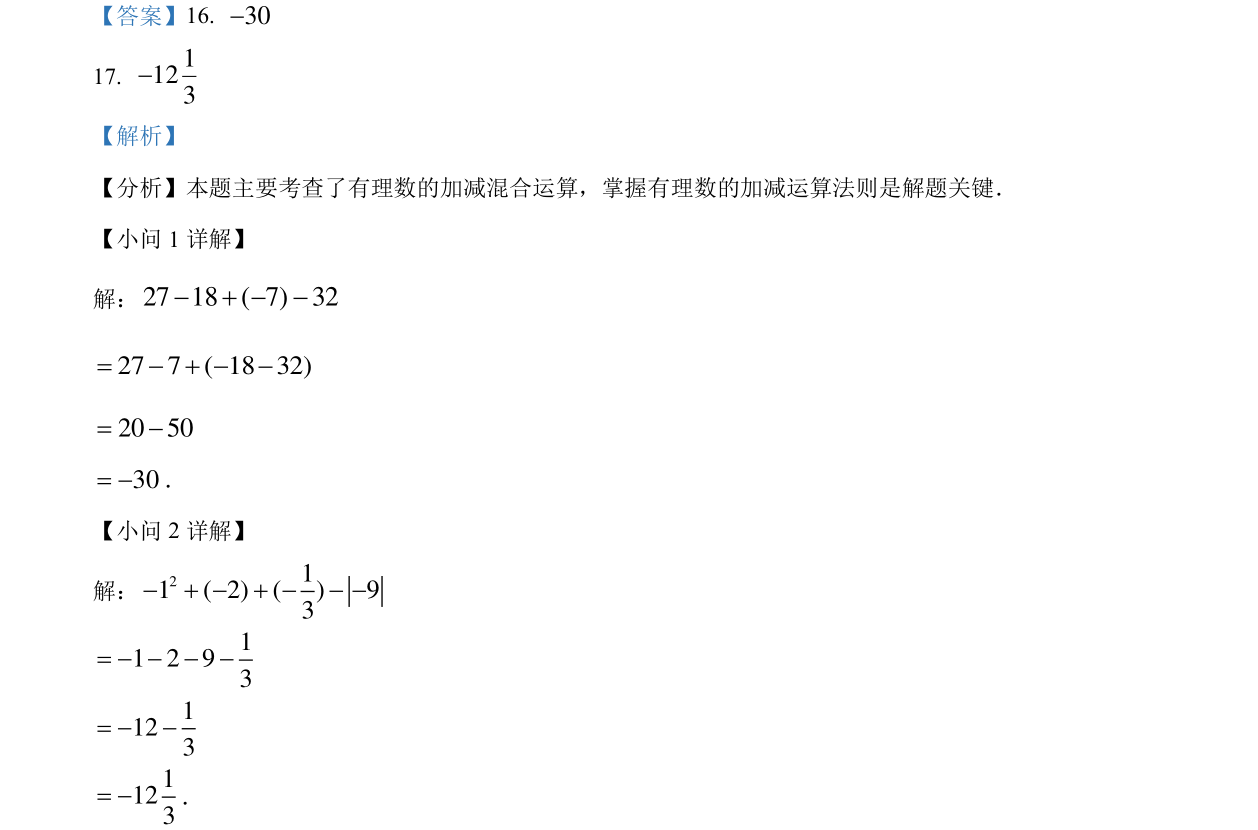 【答案】16. −30
17. −12 1/3
【解析】
【分析】本题主要考查了有理数的加减混合运算，掌握有理数的加减运算法则是解题关键．
【小问 1 详解】
解：27−18+(−7)−32
=27−7+(−18−32)
=20−50
=−30．
【小问 2 详解】
解：−1²+(−2)+(−1/3)−|−9|
=−1−2−9−1/3
=−12−1/3
=−12 1/3．